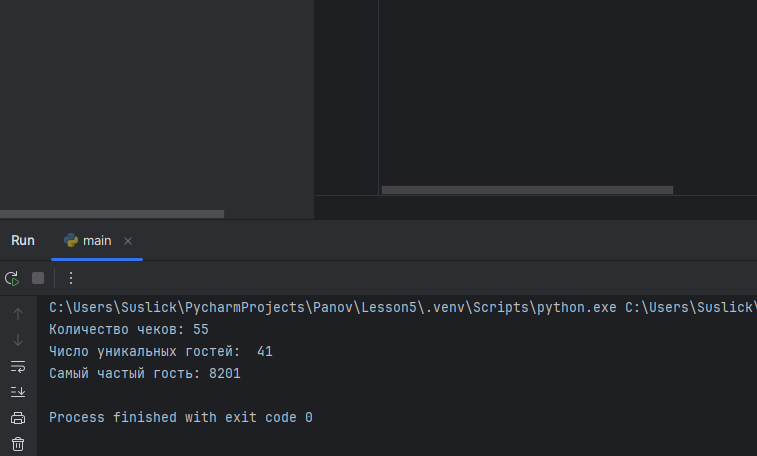 Run main
C:\Users\Suslick\PycharmProjects\Panov\Lesson5\.venv\Scripts\python.exe C:\Users\Suslick\
Количество чеков: 55
Число уникальных гостей:  41
Самый частый гость: 8201
Process finished with exit code 0